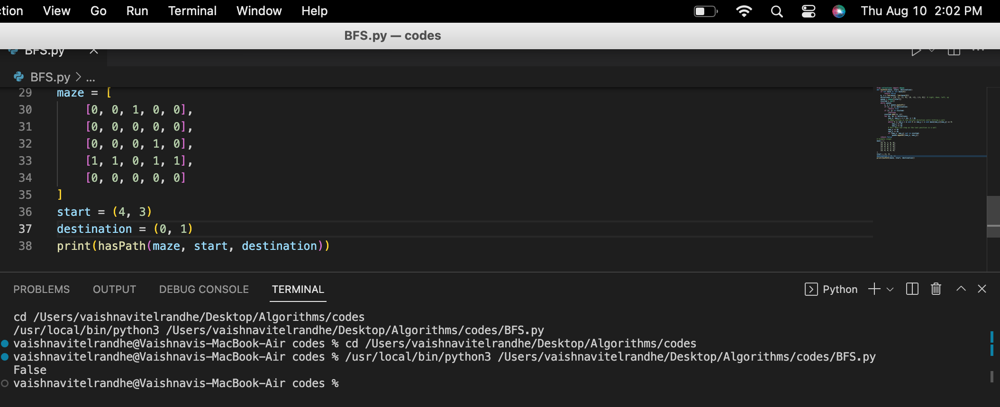 ction View Go Run Terminal Window Help Thu Aug 10 2:02 PM
BFS.py — codes
BFS.py
BFS.py > ...
29 maze = [
30 [0, 0, 1, 0, 0],
31 [0, 0, 0, 0, 0],
32 [0, 0, 0, 1, 0],
33 [1, 1, 0, 1, 1],
34 [0, 0, 0, 0, 0]
35 ]
36 start = (4, 3)
37 destination = (0, 1)
38 print(hasPath(maze, start, destination))
PROBLEMS OUTPUT DEBUG CONSOLE TERMINAL Python
cd /Users/vaishnavitelrandhe/Desktop/Algorithms/codes
/usr/local/bin/python3 /Users/vaishnavitelrandhe/Desktop/Algorithms/codes/BFS.py
vaishnavitelrandhe@Vaishnavis-MacBook-Air codes % cd /Users/vaishnavitelrandhe/Desktop/Algorithms/codes
vaishnavitelrandhe@Vaishnavis-MacBook-Air codes % /usr/local/bin/python3 /Users/vaishnavitelrandhe/Desktop/Algorithms/codes/BFS.py
False
vaishnavitelrandhe@Vaishnavis-MacBook-Air codes %